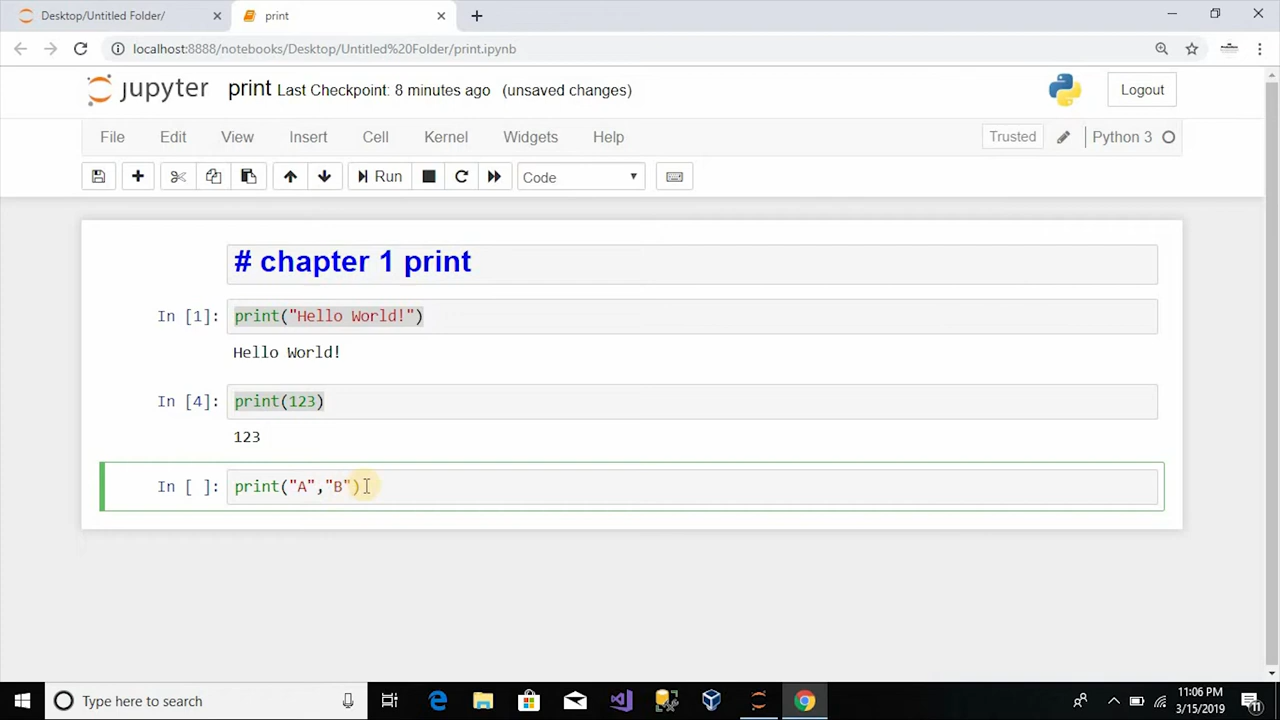 Desktop/Untitled Folder/
print
localhost:8888/notebooks/Desktop/Untitled%20Folder/print.ipynb
jupyter print Last Checkpoint: 8 minutes ago (unsaved changes)
Logout
File Edit View Insert Cell Kernel Widgets Help
Trusted
Python 3
Run
Code
# chapter 1 print
In [1]: print("Hello World!")
Hello World!
In [4]: print(123)
123
In [ ]: print("A","B")
Type here to search
11:06 PM
3/15/2019
11